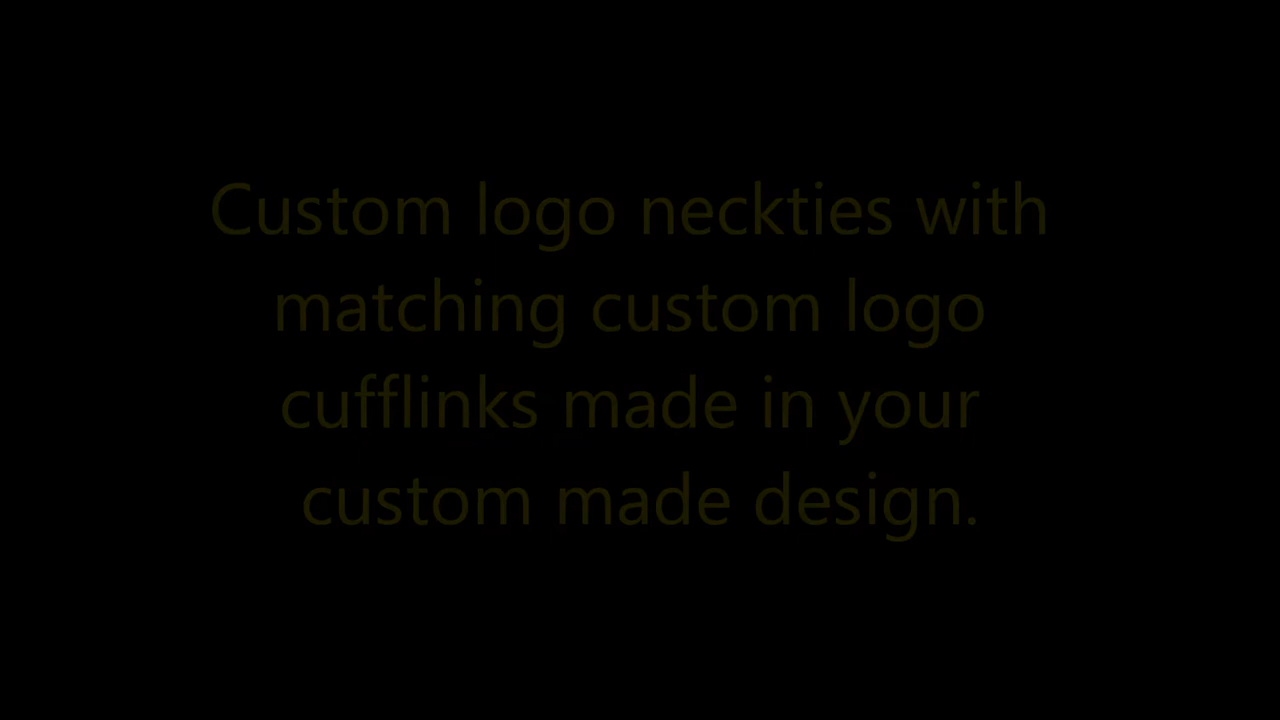 Custom logo neckties with
matching custom logo
cufflinks made in your
custom made design.